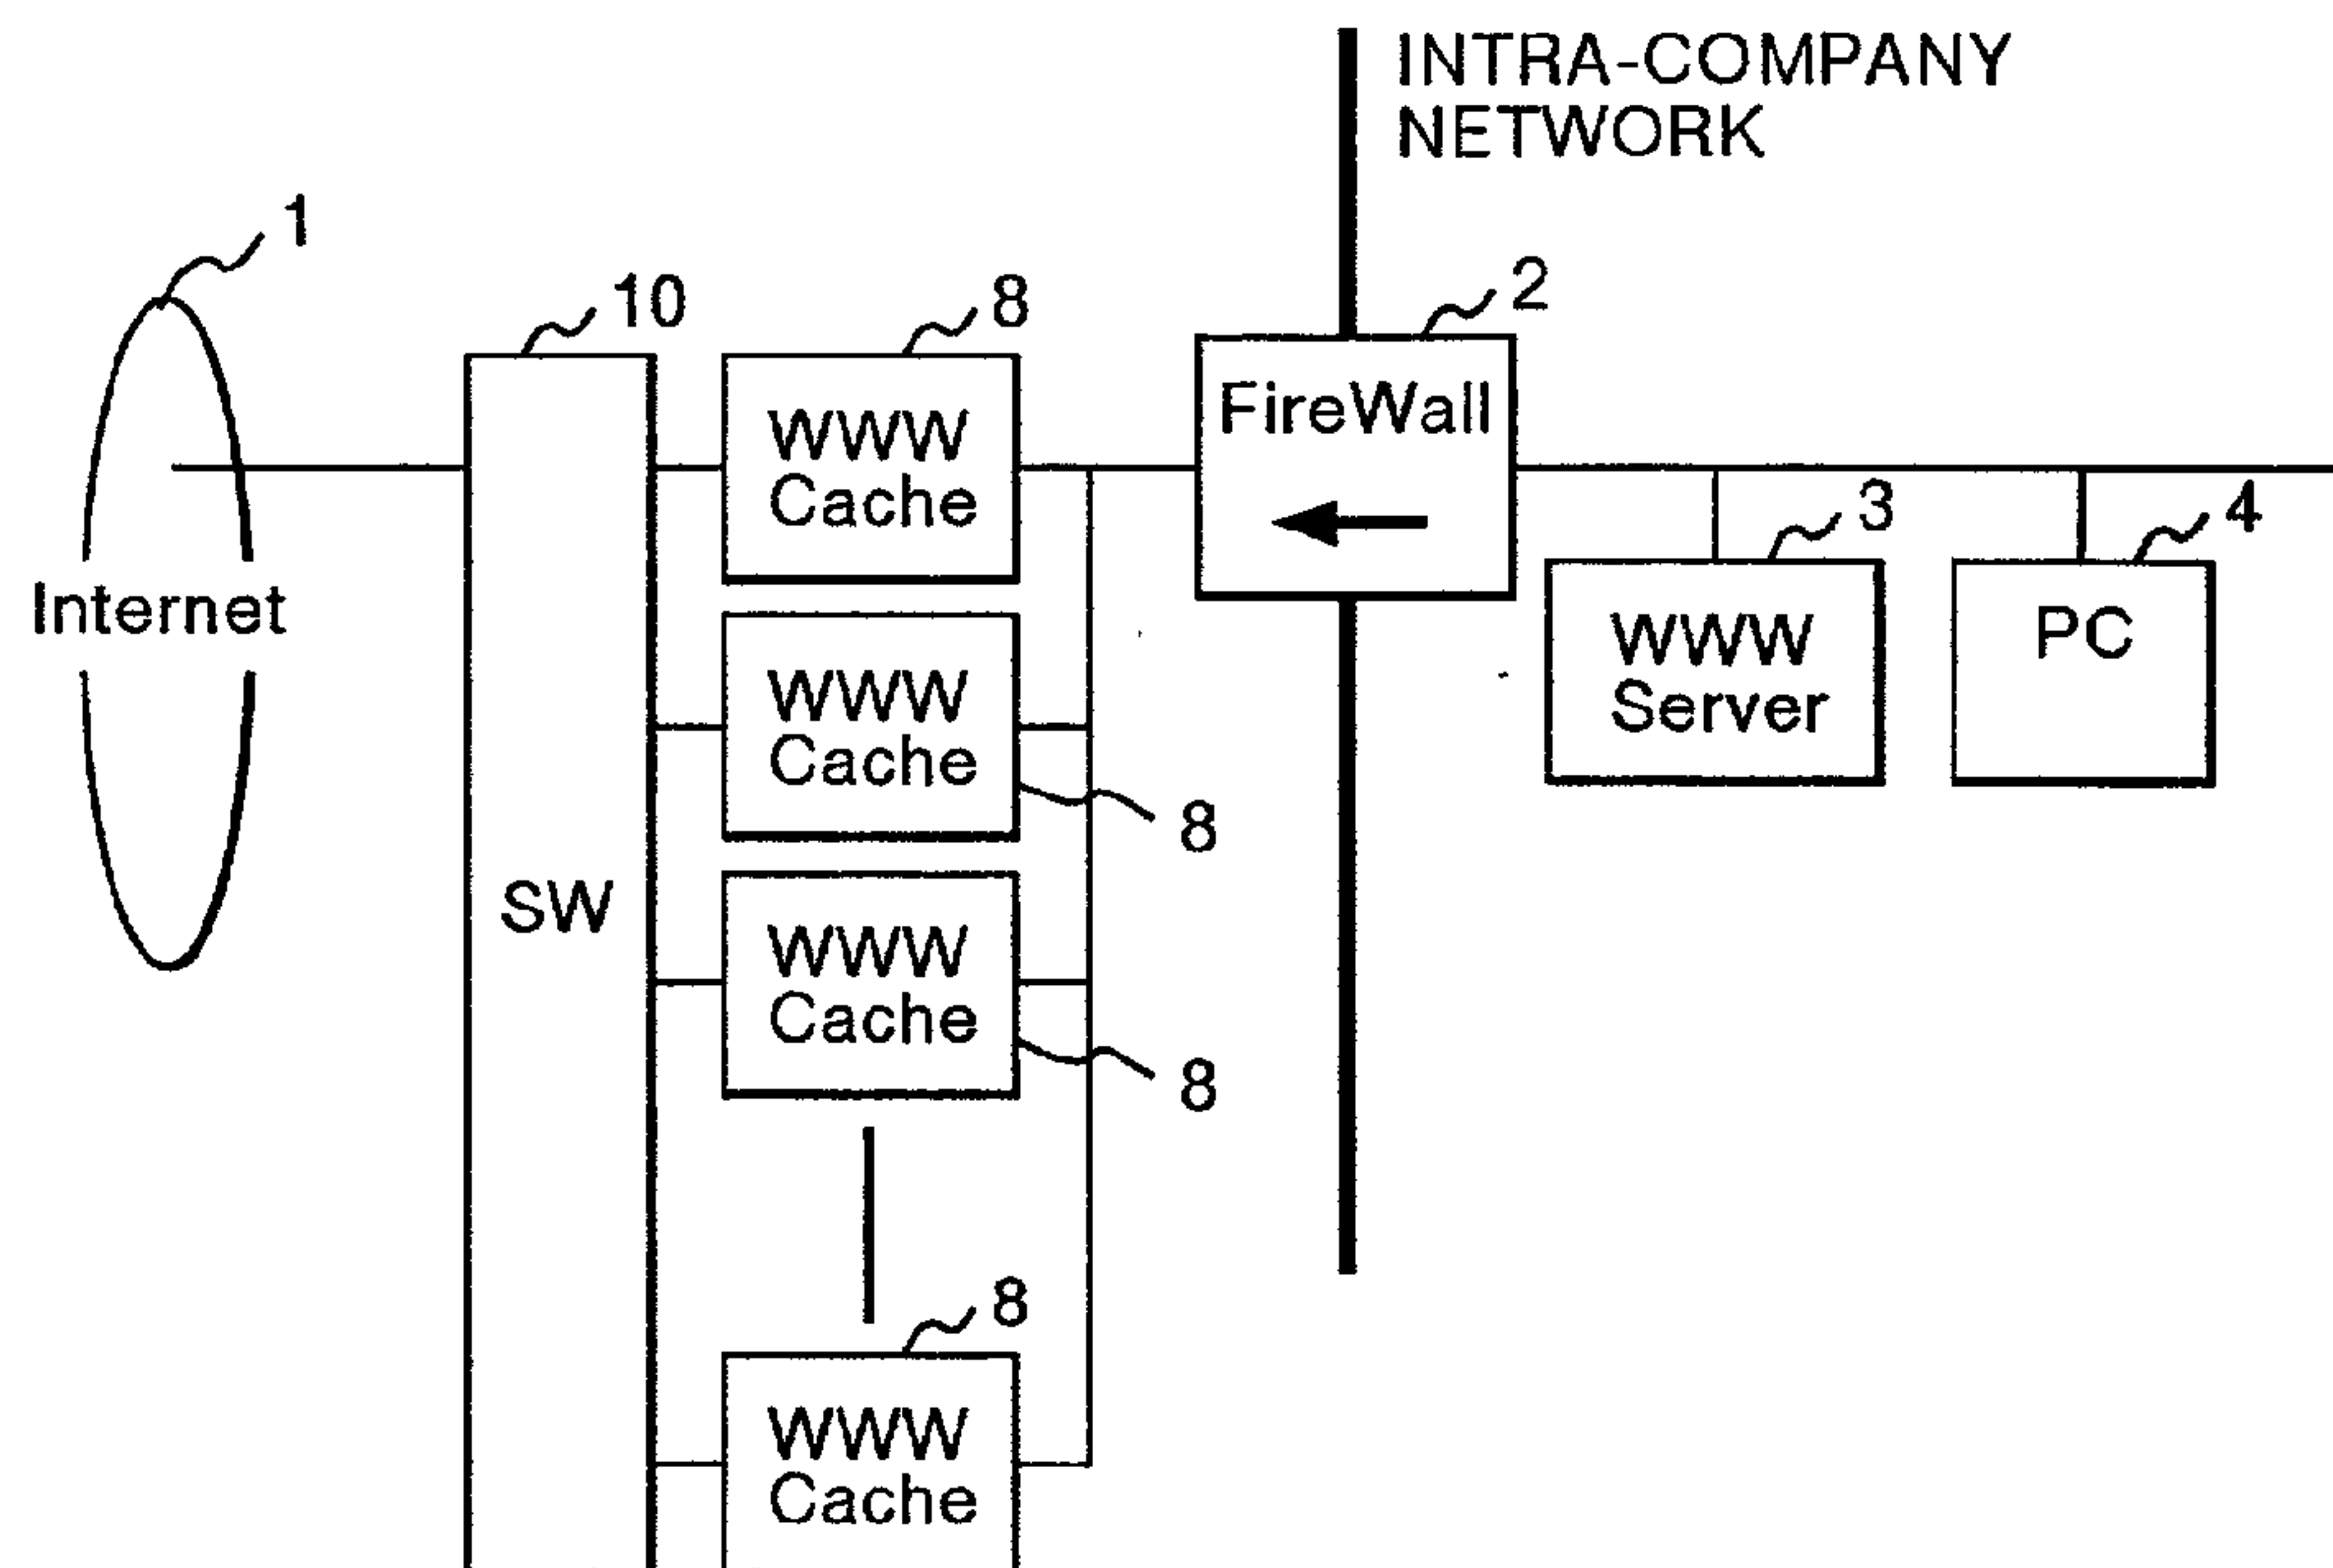 INTRA-COMPANY
NETWORK
1
10
8
2
FireWall
WWW
Cache
3
4
Internet
WWW
Cache
8
WWW
Server
PC
SW
WWW
Cache
8
8
WWW
Cache